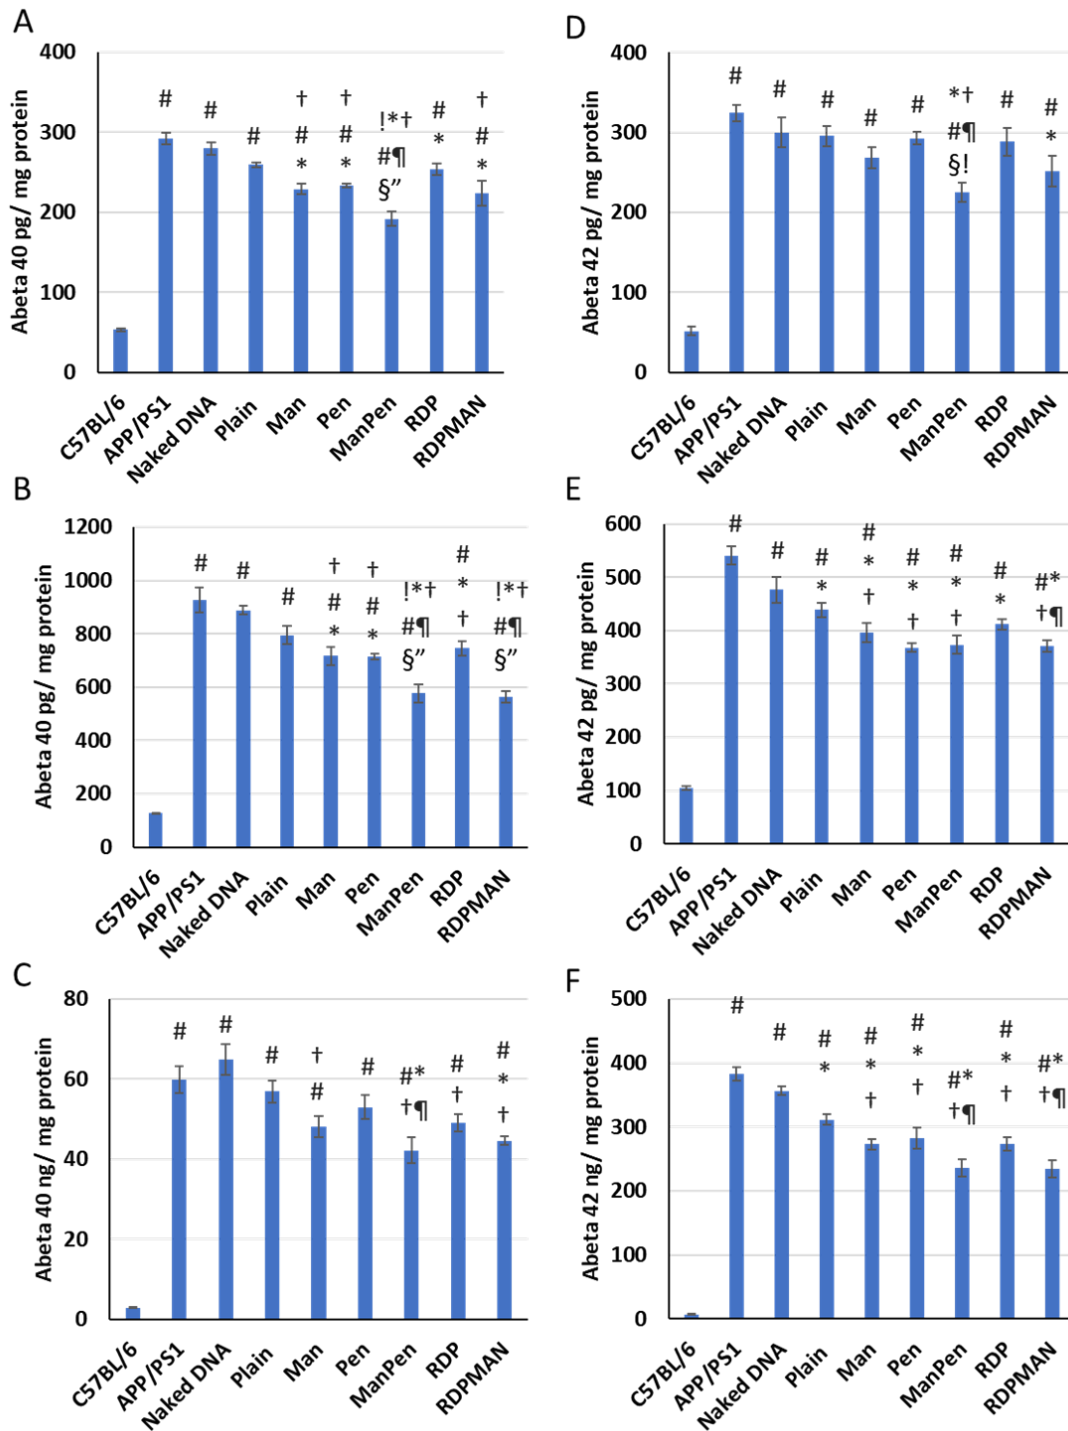 A
Abeta 40 pg/ mg protein
400
300
200
100
0
# # # † † !*† # †
# # #¶ * #
* * §” *
C57BL/6
APP/PS1
Naked DNA
Plain
Man
Pen
ManPen
RDP
RDPMAN
D
Abeta 42 pg/ mg protein
400
300
200
100
0
# # # # # *† # #
#¶ *
§!
C57BL/6
APP/PS1
Naked DNA
Plain
Man
Pen
ManPen
RDP
RDPMAN
B
Abeta 40 pg/ mg protein
1200
1000
800
600
400
200
0
# # # † † !*† # !*†
# # #¶ * #¶
* * §” † §”
C57BL/6
APP/PS1
Naked DNA
Plain
Man
Pen
ManPen
RDP
RDPMAN
E
Abeta 42 pg/ mg protein
600
500
400
300
200
100
0
# # # # # # # #*
* * * * * †¶
† † †
C57BL/6
APP/PS1
Naked DNA
Plain
Man
Pen
ManPen
RDP
RDPMAN
C
Abeta 40 ng/ mg protein
80
60
40
20
0
# # # † # #* # #
# †¶ † *
†
C57BL/6
APP/PS1
Naked DNA
Plain
Man
Pen
ManPen
RDP
RDPMAN
F
Abeta 42 ng/ mg protein
500
400
300
200
100
0
# # # # # #* # #*
* * * †¶ * †¶
† † †
C57BL/6
APP/PS1
Naked DNA
Plain
Man
Pen
ManPen
RDP
RDPMAN